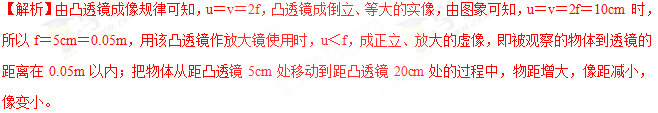 【解析】由凸透镜成像规律可知，u＝v＝2f，凸透镜成倒立、等大的实像，由图象可知，u＝v＝2f＝10cm 时，
所以 f＝5cm＝0.05m，用该凸透镜作放大镜使用时，u＜f，成正立、放大的虚像，即被观察的物体到透镜的
距离在 0.05m 以内；把物体从距凸透镜 5cm 处移动到距凸透镜 20cm 处的过程中，物距增大，像距减小，
像变小。